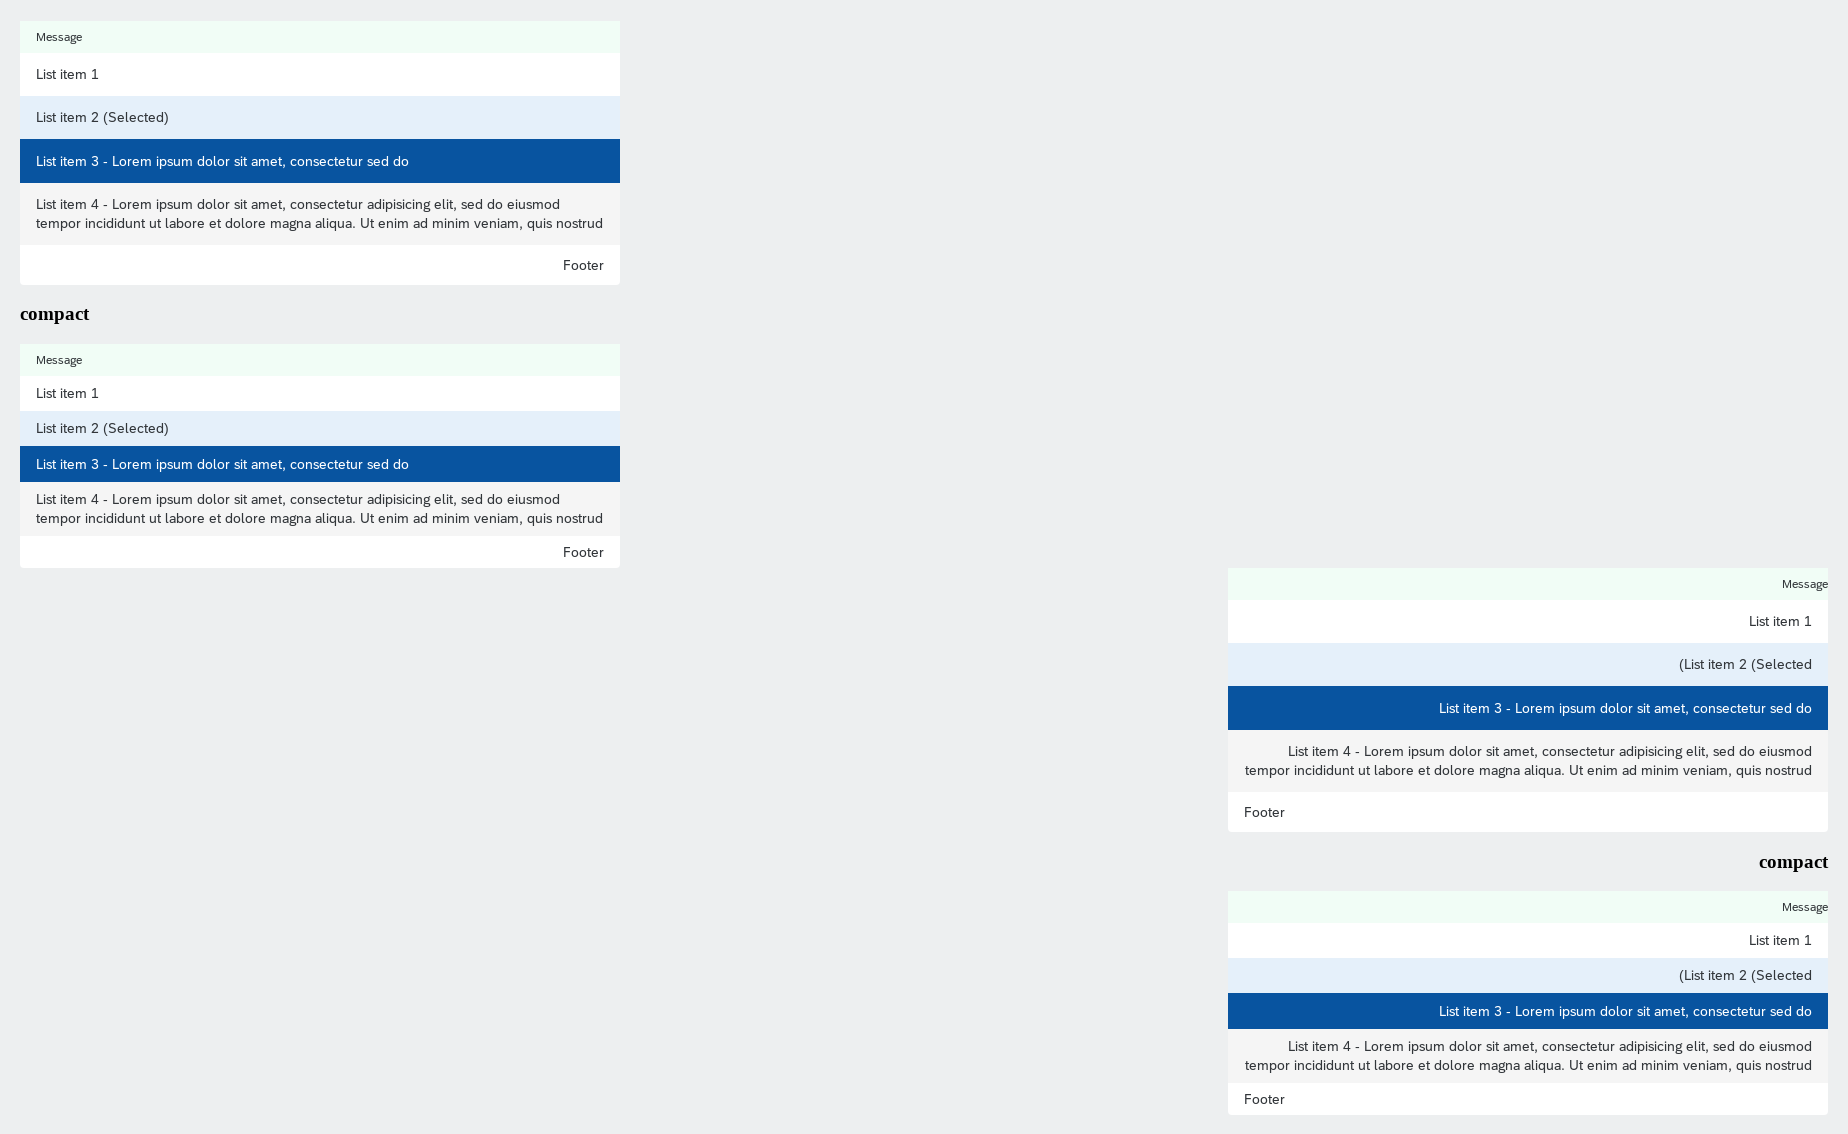 Message
List item 1
List item 2 (Selected)
List item 3 - Lorem ipsum dolor sit amet, consectetur sed do
List item 4 - Lorem ipsum dolor sit amet, consectetur adipisicing elit, sed do eiusmod
tempor incididunt ut labore et dolore magna aliqua. Ut enim ad minim veniam, quis nostrud
Footer
compact
Message
List item 1
List item 2 (Selected)
List item 3 - Lorem ipsum dolor sit amet, consectetur sed do
List item 4 - Lorem ipsum dolor sit amet, consectetur adipisicing elit, sed do eiusmod
tempor incididunt ut labore et dolore magna aliqua. Ut enim ad minim veniam, quis nostrud
Footer
Message
List item 1
(List item 2 (Selected
List item 3 - Lorem ipsum dolor sit amet, consectetur sed do
List item 4 - Lorem ipsum dolor sit amet, consectetur adipisicing elit, sed do eiusmod
tempor incididunt ut labore et dolore magna aliqua. Ut enim ad minim veniam, quis nostrud
Footer
compact
Message
List item 1
(List item 2 (Selected
List item 3 - Lorem ipsum dolor sit amet, consectetur sed do
List item 4 - Lorem ipsum dolor sit amet, consectetur adipisicing elit, sed do eiusmod
tempor incididunt ut labore et dolore magna aliqua. Ut enim ad minim veniam, quis nostrud
Footer